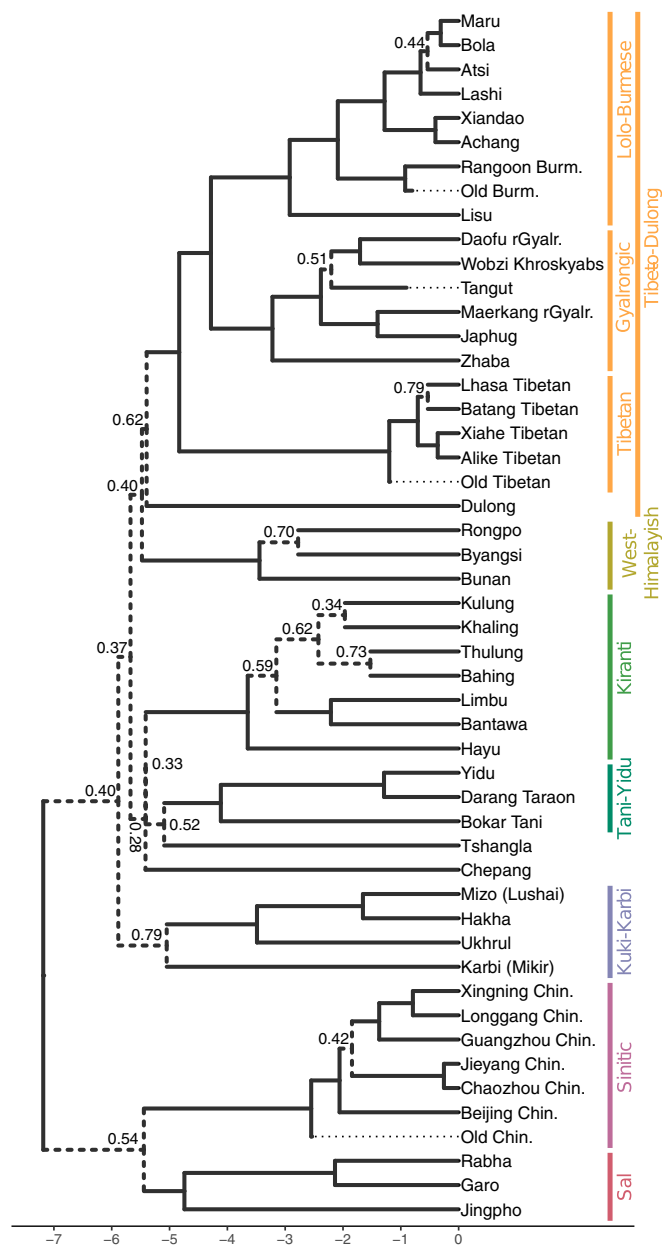 Maru
Bola
0.44
Atsi
Lashi
Xiandao
Achang
Rangoon Burm.
Old Burm.
Lisu
Lolo-Burmese
Daofu rGyalr.
0.51
Wobzi Khroskyabs
Tangut
Maerkang rGyalr.
Japhug
Zhaba
Gyalrongic
Tibeto-Dulong
Lhasa Tibetan
0.79
Batang Tibetan
Xiahe Tibetan
Alike Tibetan
Old Tibetan
Tibetan
0.62
0.40
Dulong
Rongpo
0.70
Byangsi
Bunan
West-
Himalayish
Kulung
0.34
Khaling
0.62
Thulung
0.73
Bahing
0.59
Limbu
Bantawa
Hayu
Kiranti
0.37
0.33
Yidu
Darang Taraon
Bokar Tani
Tani-Yidu
0.40
0.28
0.52
Tshangla
Chepang
Mizo (Lushai)
Hakha
Ukhrul
0.79
Karbi (Mikir)
Kuki-Karbi
Xingning Chin.
Longgang Chin.
Guangzhou Chin.
0.42
Jieyang Chin.
Chaozhou Chin.
Beijing Chin.
Old Chin.
Sinitic
0.54
Rabha
Garo
Jingpho
Sal
−7 −6 −5 −4 −3 −2 −1 0